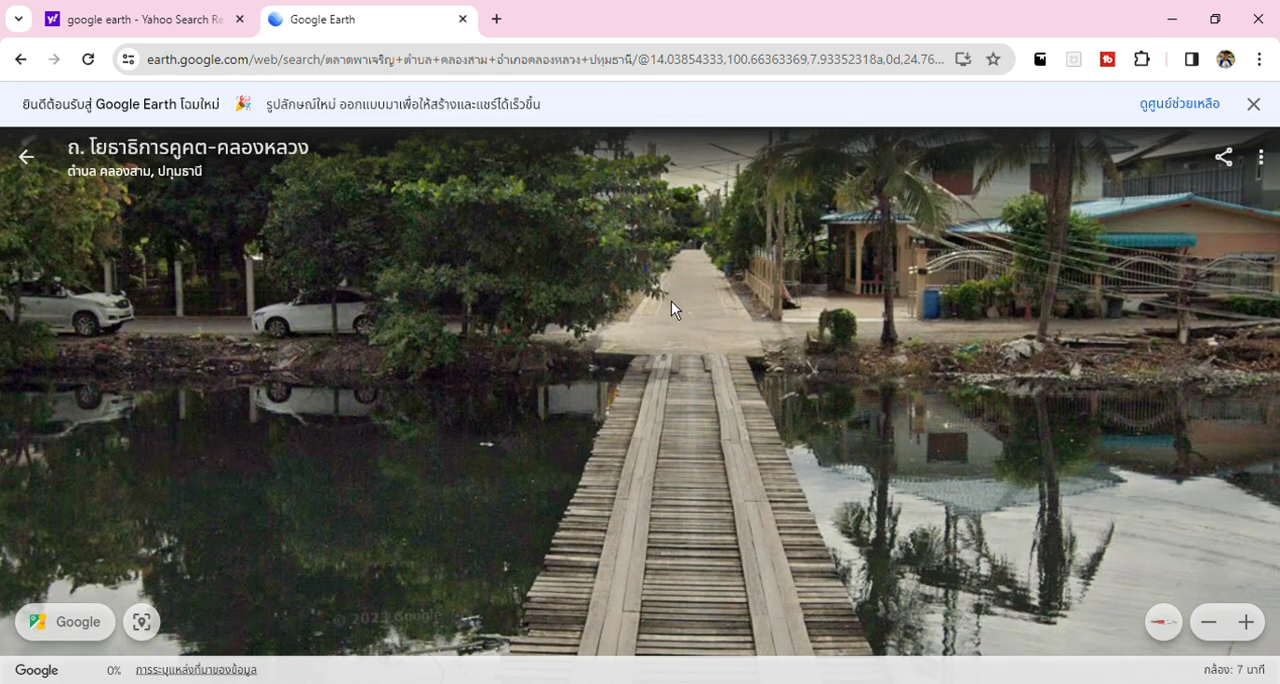 google earth - Yahoo Search Re
Google Earth
earth.google.com/web/search/ตลาดพาเจริญ+ตำบล+คลองสาม+อำเภอคลองหลวง+ปทุมธานี/@14.03854333,100.66363369,7.93352318a,0d,24.76...
ยินดีต้อนรับสู่ Google Earth โฉมใหม่ 🎉 รูปลักษณ์ใหม่ ออกแบบมาเพื่อให้สร้างและแชร์ได้เร็วขึ้น
ดูศูนย์ช่วยเหลือ
ถ. โยธาธิการคูคต-คลองหลวง
ตำบล คลองสาม, ปทุมธานี
© 2023 Google
Google
Google
0%
การระบุแหล่งที่มาของข้อมูล
กล้อง: 7 นาที